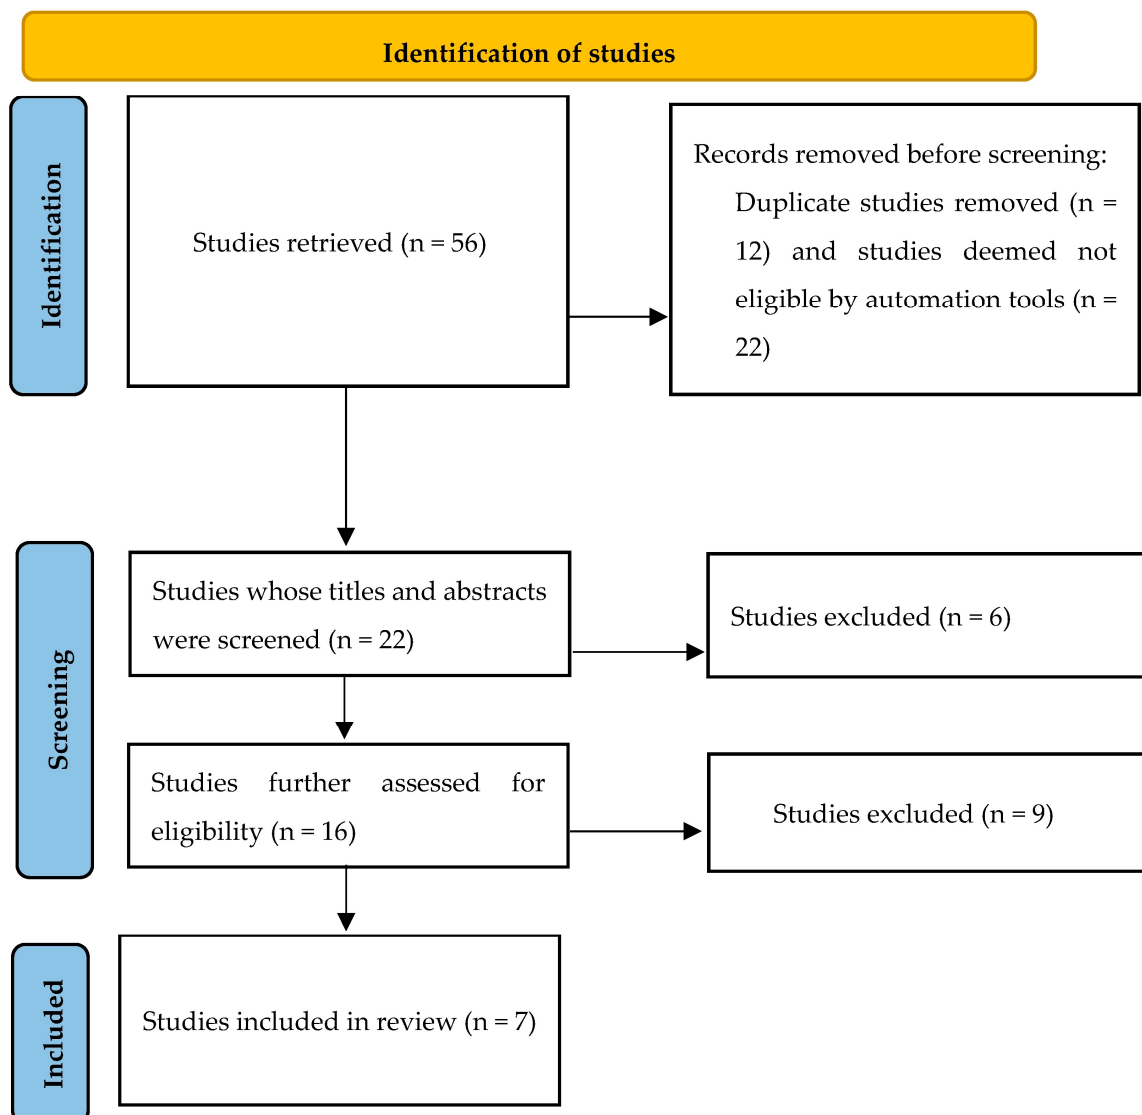 Identification of studies
Identification
Studies retrieved (n = 56)
Records removed before screening:
Duplicate studies removed (n =
12) and studies deemed not
eligible by automation tools (n =
22)
Screening
Studies whose titles and abstracts
were screened (n = 22)
Studies excluded (n = 6)
Studies further assessed for
eligibility (n = 16)
Studies excluded (n = 9)
Included
Studies included in review (n = 7)